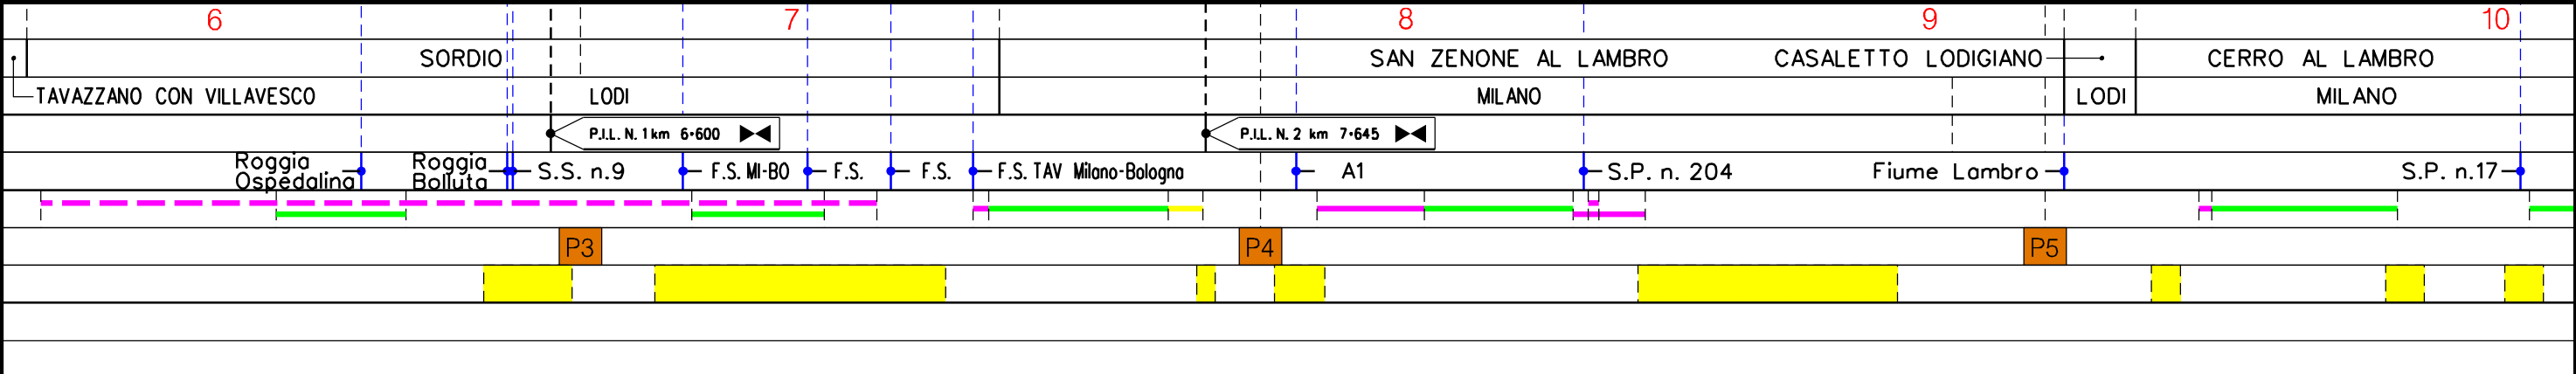 6 7 8 9 10
SORDIO SAN ZENONE AL LAMBRO CASALETTO LODIGIANO CERRO AL LAMBRO
TAVAZZANO CON VILLAVESCO LODI MILANO LODI MILANO
P.I.L. N. 1 km 6+600 P.I.L. N. 2 km 7+645
Roggia Ospedalina
Roggia Bolluta
S.S. n.9 F.S. MI-BO F.S. F.S. F.S. TAV Milano-Bologna A1 S.P. n. 204 Fiume Lambro S.P. n.17
P3 P4 P5